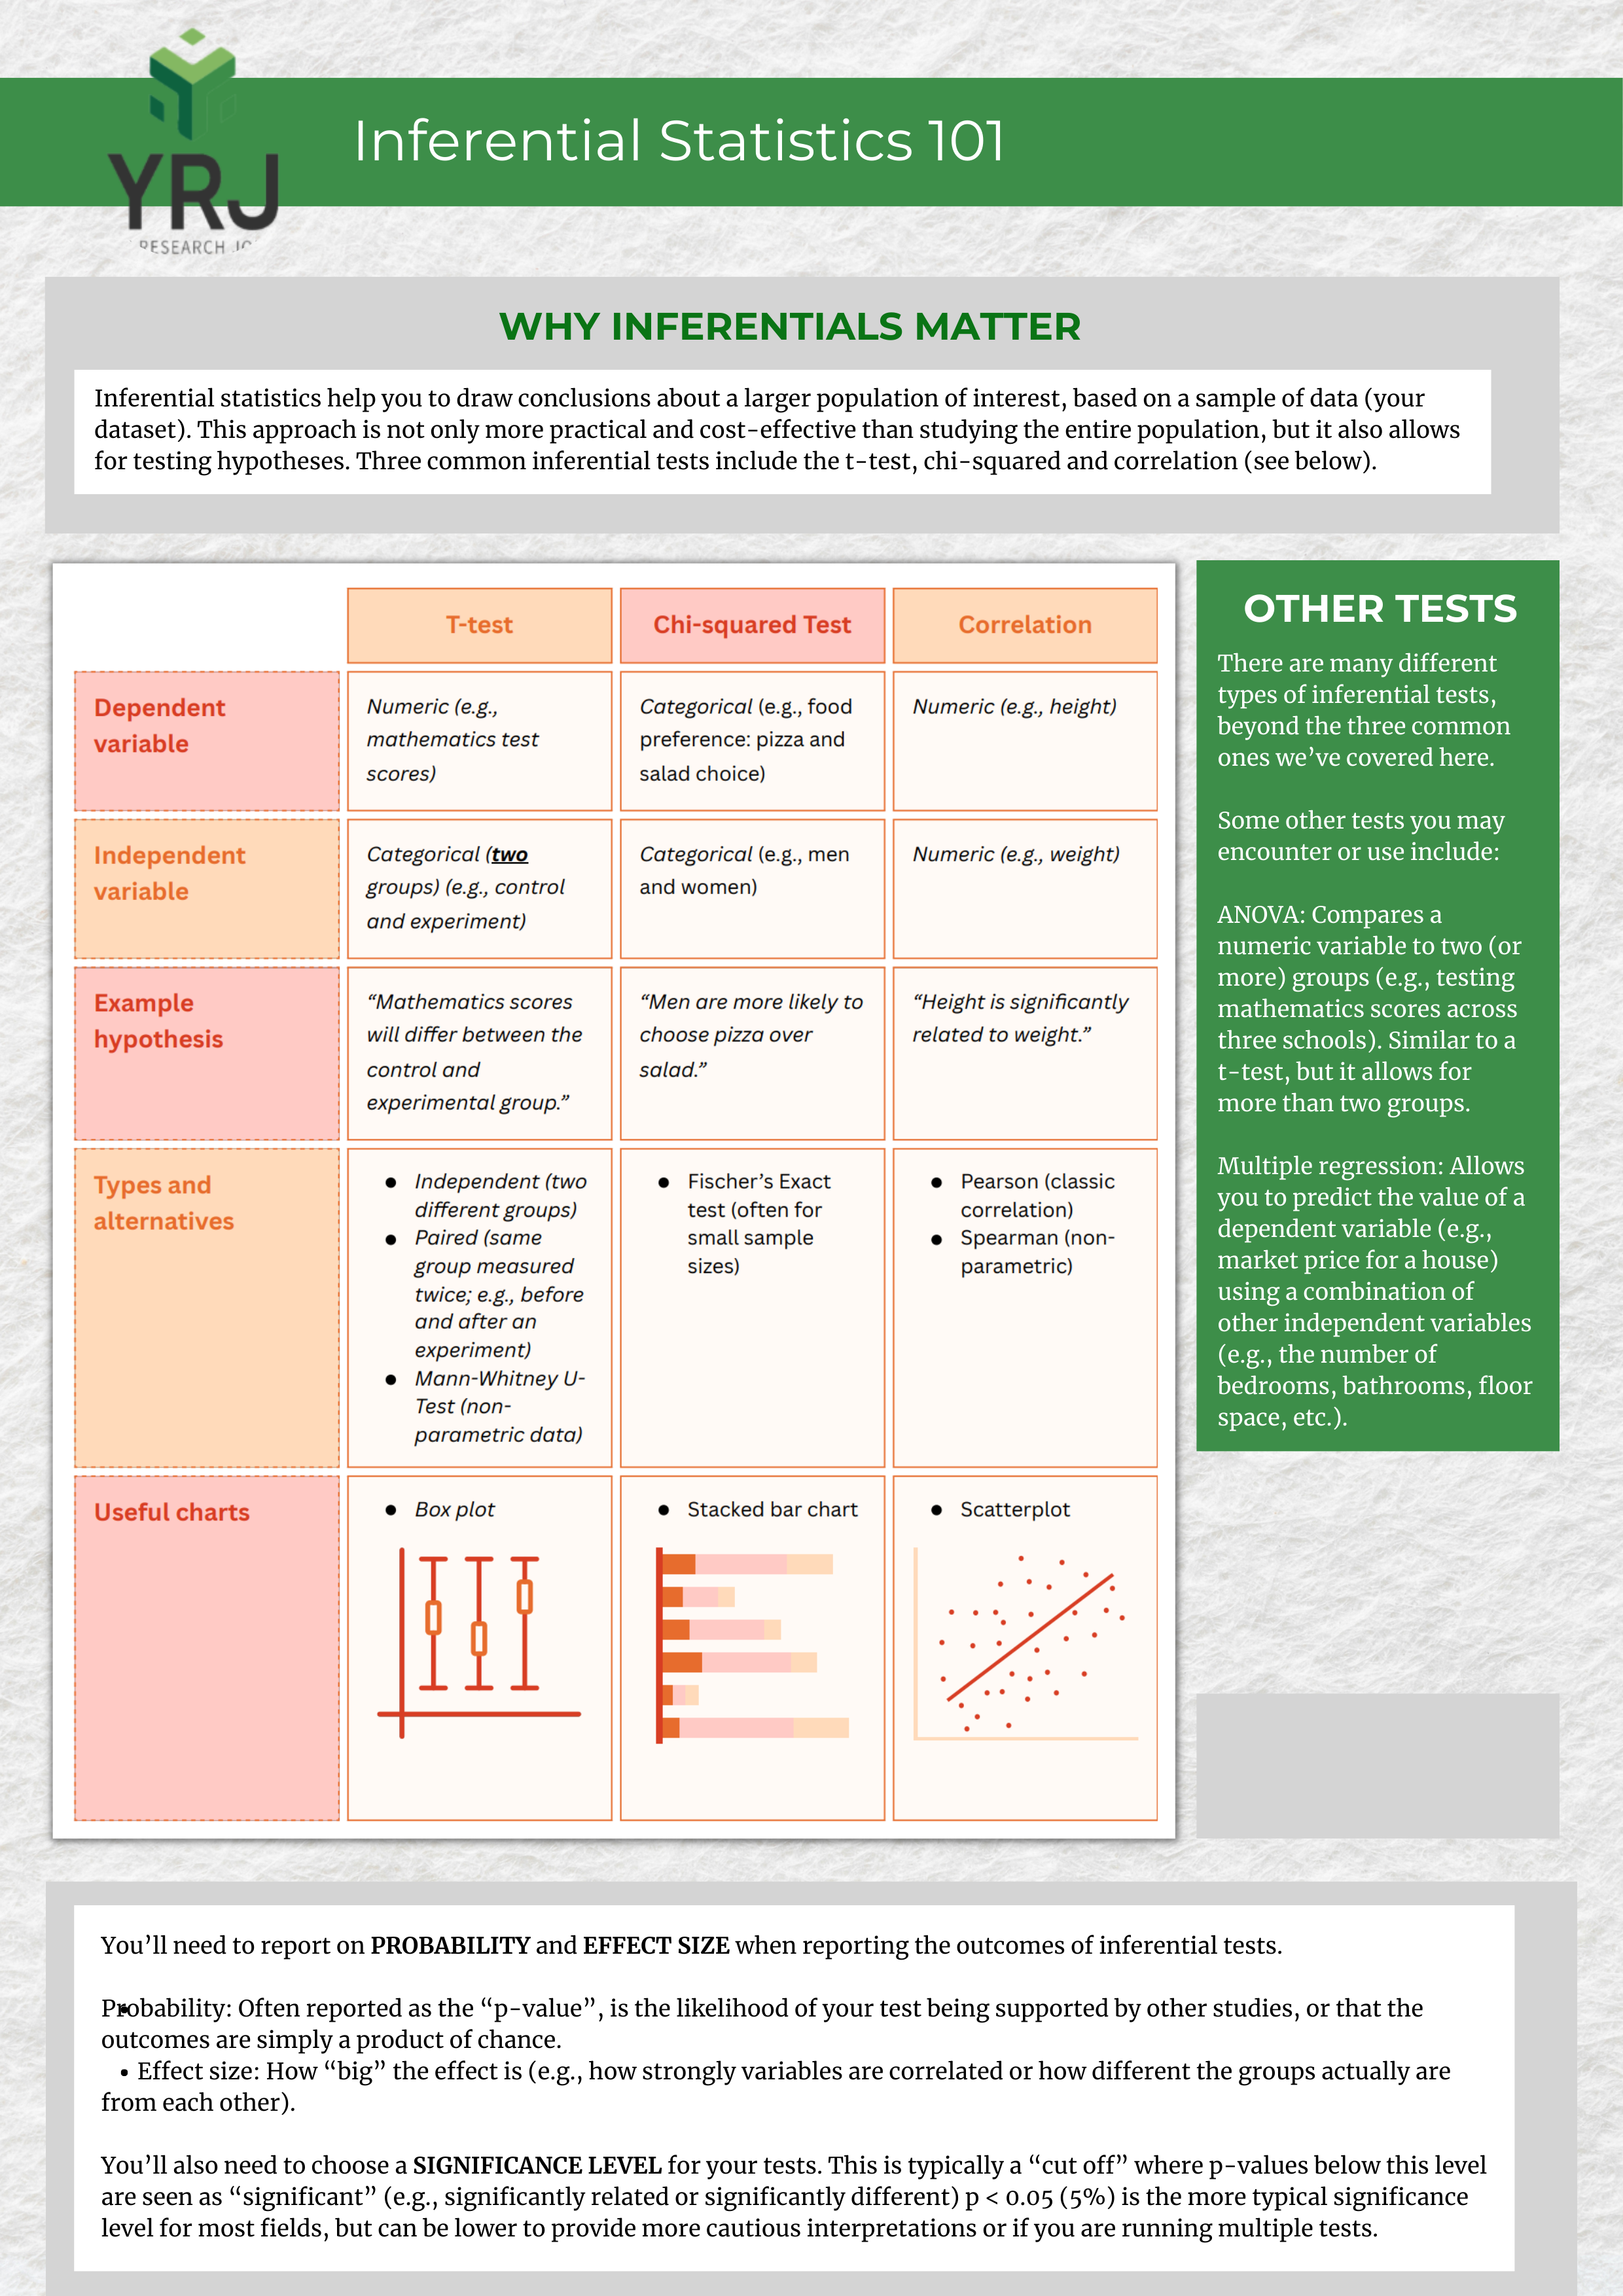 YRJ
RESEARCH
Inferential Statistics 101
WHY INFERENTIALS MATTER
Inferential statistics help you to draw conclusions about a larger population of interest, based on a sample of data (your
dataset). This approach is not only more practical and cost-effective than studying the entire population, but it also allows
for testing hypotheses. Three common inferential tests include the t-test, chi-squared and correlation (see below).
T-test
Chi-squared Test
Correlation
Dependent
variable
Numeric (e.g.,
mathematics test
scores)
Categorical (e.g., food
preference: pizza and
salad choice)
Numeric (e.g., height)
Independent
variable
Categorical (two
groups) (e.g., control
and experiment)
Categorical (e.g., men
and women)
Numeric (e.g., weight)
Example
hypothesis
“Mathematics scores
will differ between the
control and
experimental group.”
“Men are more likely to
choose pizza over
salad.”
“Height is significantly
related to weight.”
Types and
alternatives
● Independent (two
different groups)
● Paired (same
group measured
twice; e.g., before
and after an
experiment)
● Mann-Whitney U-
Test (non-
parametric data)
● Fischer’s Exact
test (often for
small sample
sizes)
● Pearson (classic
correlation)
● Spearman (non-
parametric)
Useful charts
● Box plot
● Stacked bar chart
● Scatterplot
OTHER TESTS
There are many different
types of inferential tests,
beyond the three common
ones we’ve covered here.
Some other tests you may
encounter or use include:
ANOVA: Compares a
numeric variable to two (or
more) groups (e.g., testing
mathematics scores across
three schools). Similar to a
t-test, but it allows for
more than two groups.
Multiple regression: Allows
you to predict the value of a
dependent variable (e.g.,
market price for a house)
using a combination of
other independent variables
(e.g., the number of
bedrooms, bathrooms, floor
space, etc.).
You’ll need to report on PROBABILITY and EFFECT SIZE when reporting the outcomes of inferential tests.
Probability: Often reported as the “p-value”, is the likelihood of your test being supported by other studies, or that the
outcomes are simply a product of chance.
• Effect size: How “big” the effect is (e.g., how strongly variables are correlated or how different the groups actually are
from each other).
You’ll also need to choose a SIGNIFICANCE LEVEL for your tests. This is typically a “cut off” where p-values below this level
are seen as “significant” (e.g., significantly related or significantly different) p < 0.05 (5%) is the more typical significance
level for most fields, but can be lower to provide more cautious interpretations or if you are running multiple tests.